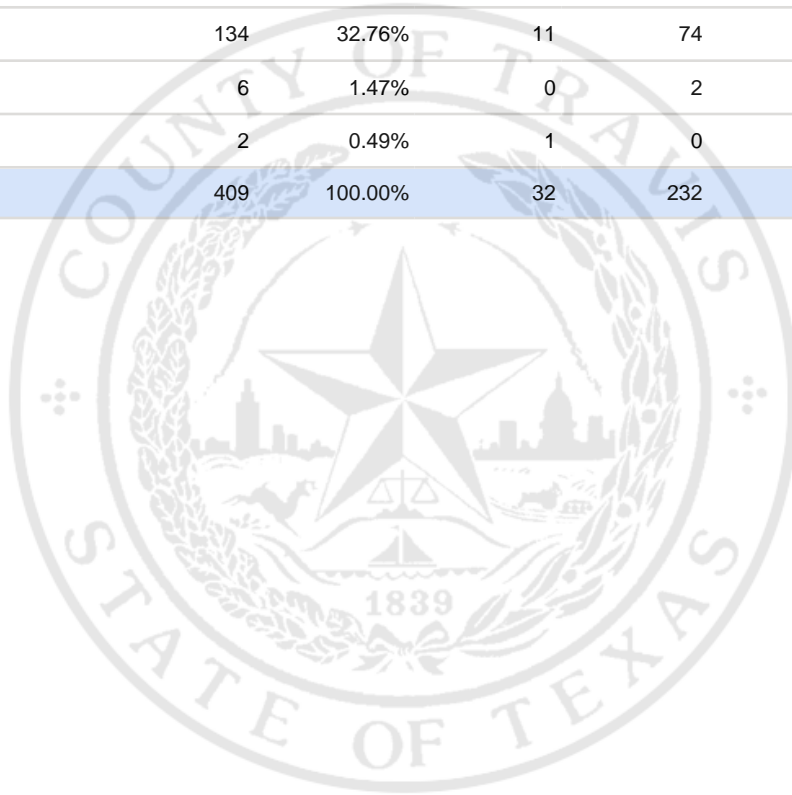 134 32.76% 11 74
6 1.47% 0 2
2 0.49% 1 0
409 100.00% 32 232
COUNTY OF TRAVIS
1839
STATE OF TEXAS